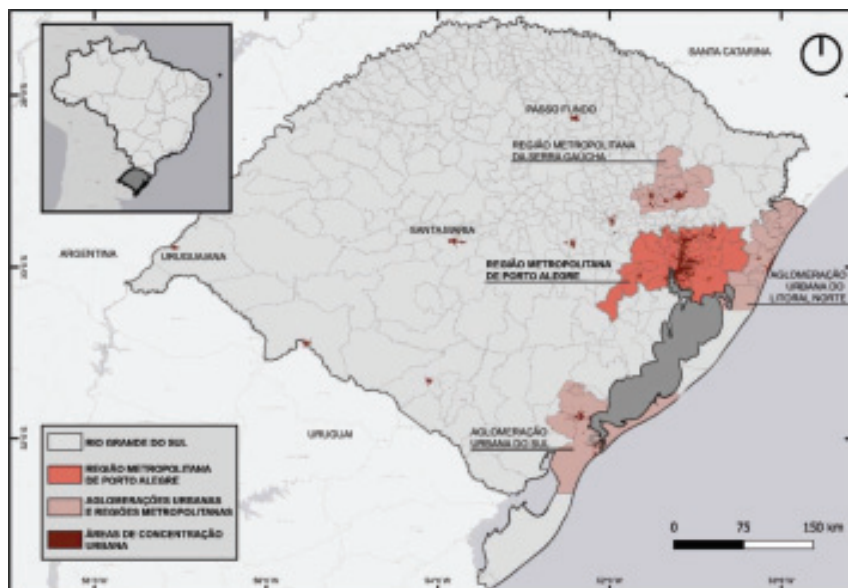 SANTA CATARINA
PASSO FUNDO
REGIÃO METROPOLITANA
DA SERRA GAÚCHA
SANTA MARIA
ARGENTINA
URUGUAIANA
REGIÃO METROPOLITANA
DE PORTO ALEGRE
AGLOMERAÇÃO
URBANA DO
LITORAL NORTE
URUGUAI
AGLOMERAÇÃO
URBANA DO SUL
RIO GRANDE DO SUL
REGIÃO METROPOLITANA
DE PORTO ALEGRE
AGLOMERAÇÕES URBANAS
E REGIÕES METROPOLITANAS
ÁREAS DE CONCENTRAÇÃO
URBANA
0 75 150 km